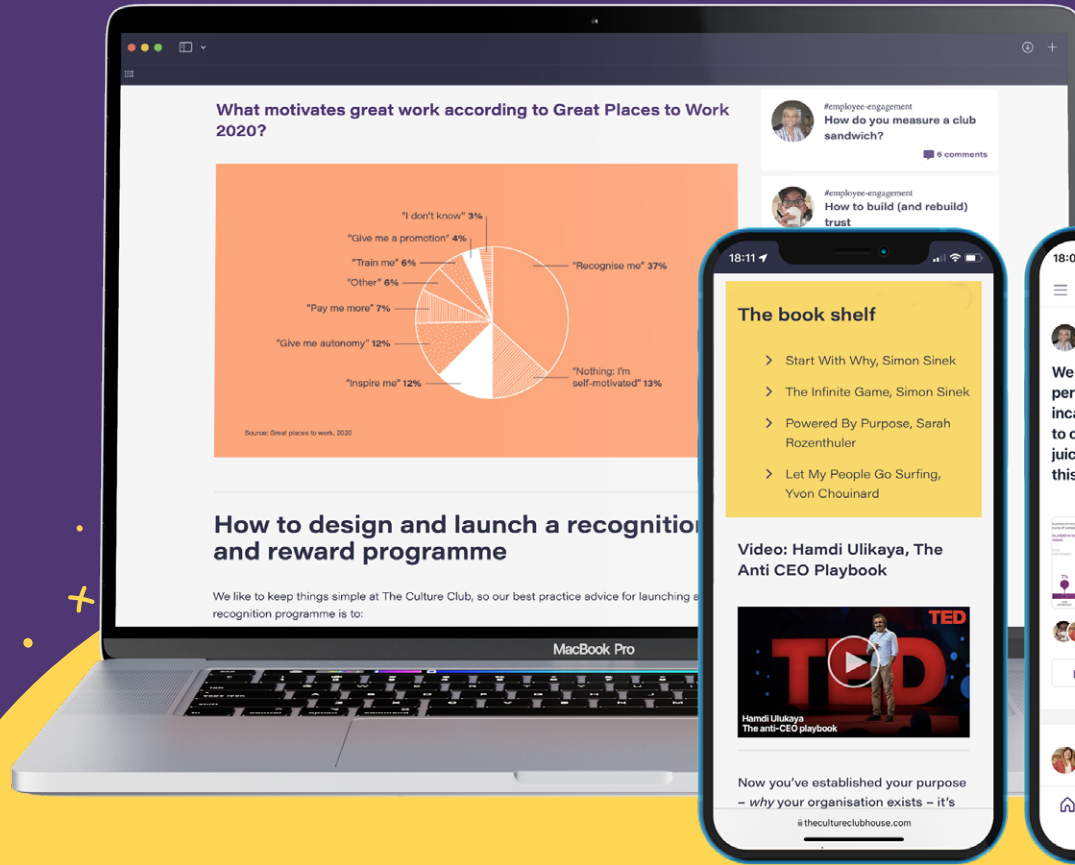 What motivates great work according to Great Places to Work
2020?
"I don't know" 3%
"Give me a promotion" 4%
"Train me" 6%
"Other" 6%
"Pay me more" 7%
"Give me autonomy" 12%
"Inspire me" 12%
"Recognise me" 37%
"Nothing: I'm
self-motivated" 13%
Source: Great places to work, 2020
How to design and launch a recognition
and reward programme
We like to keep things simple at The Culture Club, so our best practice advice for launching a
recognition programme is to:
#employee-engagement
How do you measure a club
sandwich?
6 comments
#employee-engagement
How to build (and rebuild)
trust
MacBook Pro
18:11
The book shelf
Start With Why, Simon Sinek
The Infinite Game, Simon Sinek
Powered By Purpose, Sarah
Rozenthuler
Let My People Go Surfing,
Yvon Chouinard
Video: Hamdi Ulikaya, The
Anti CEO Playbook
TED
TED
Hamdi Ulukaya
The anti-CEO playbook
Now you've established your purpose
– why your organisation exists – it's
thecultureclubhouse.com
18:0
We
per
inca
to c
juic
this
7%